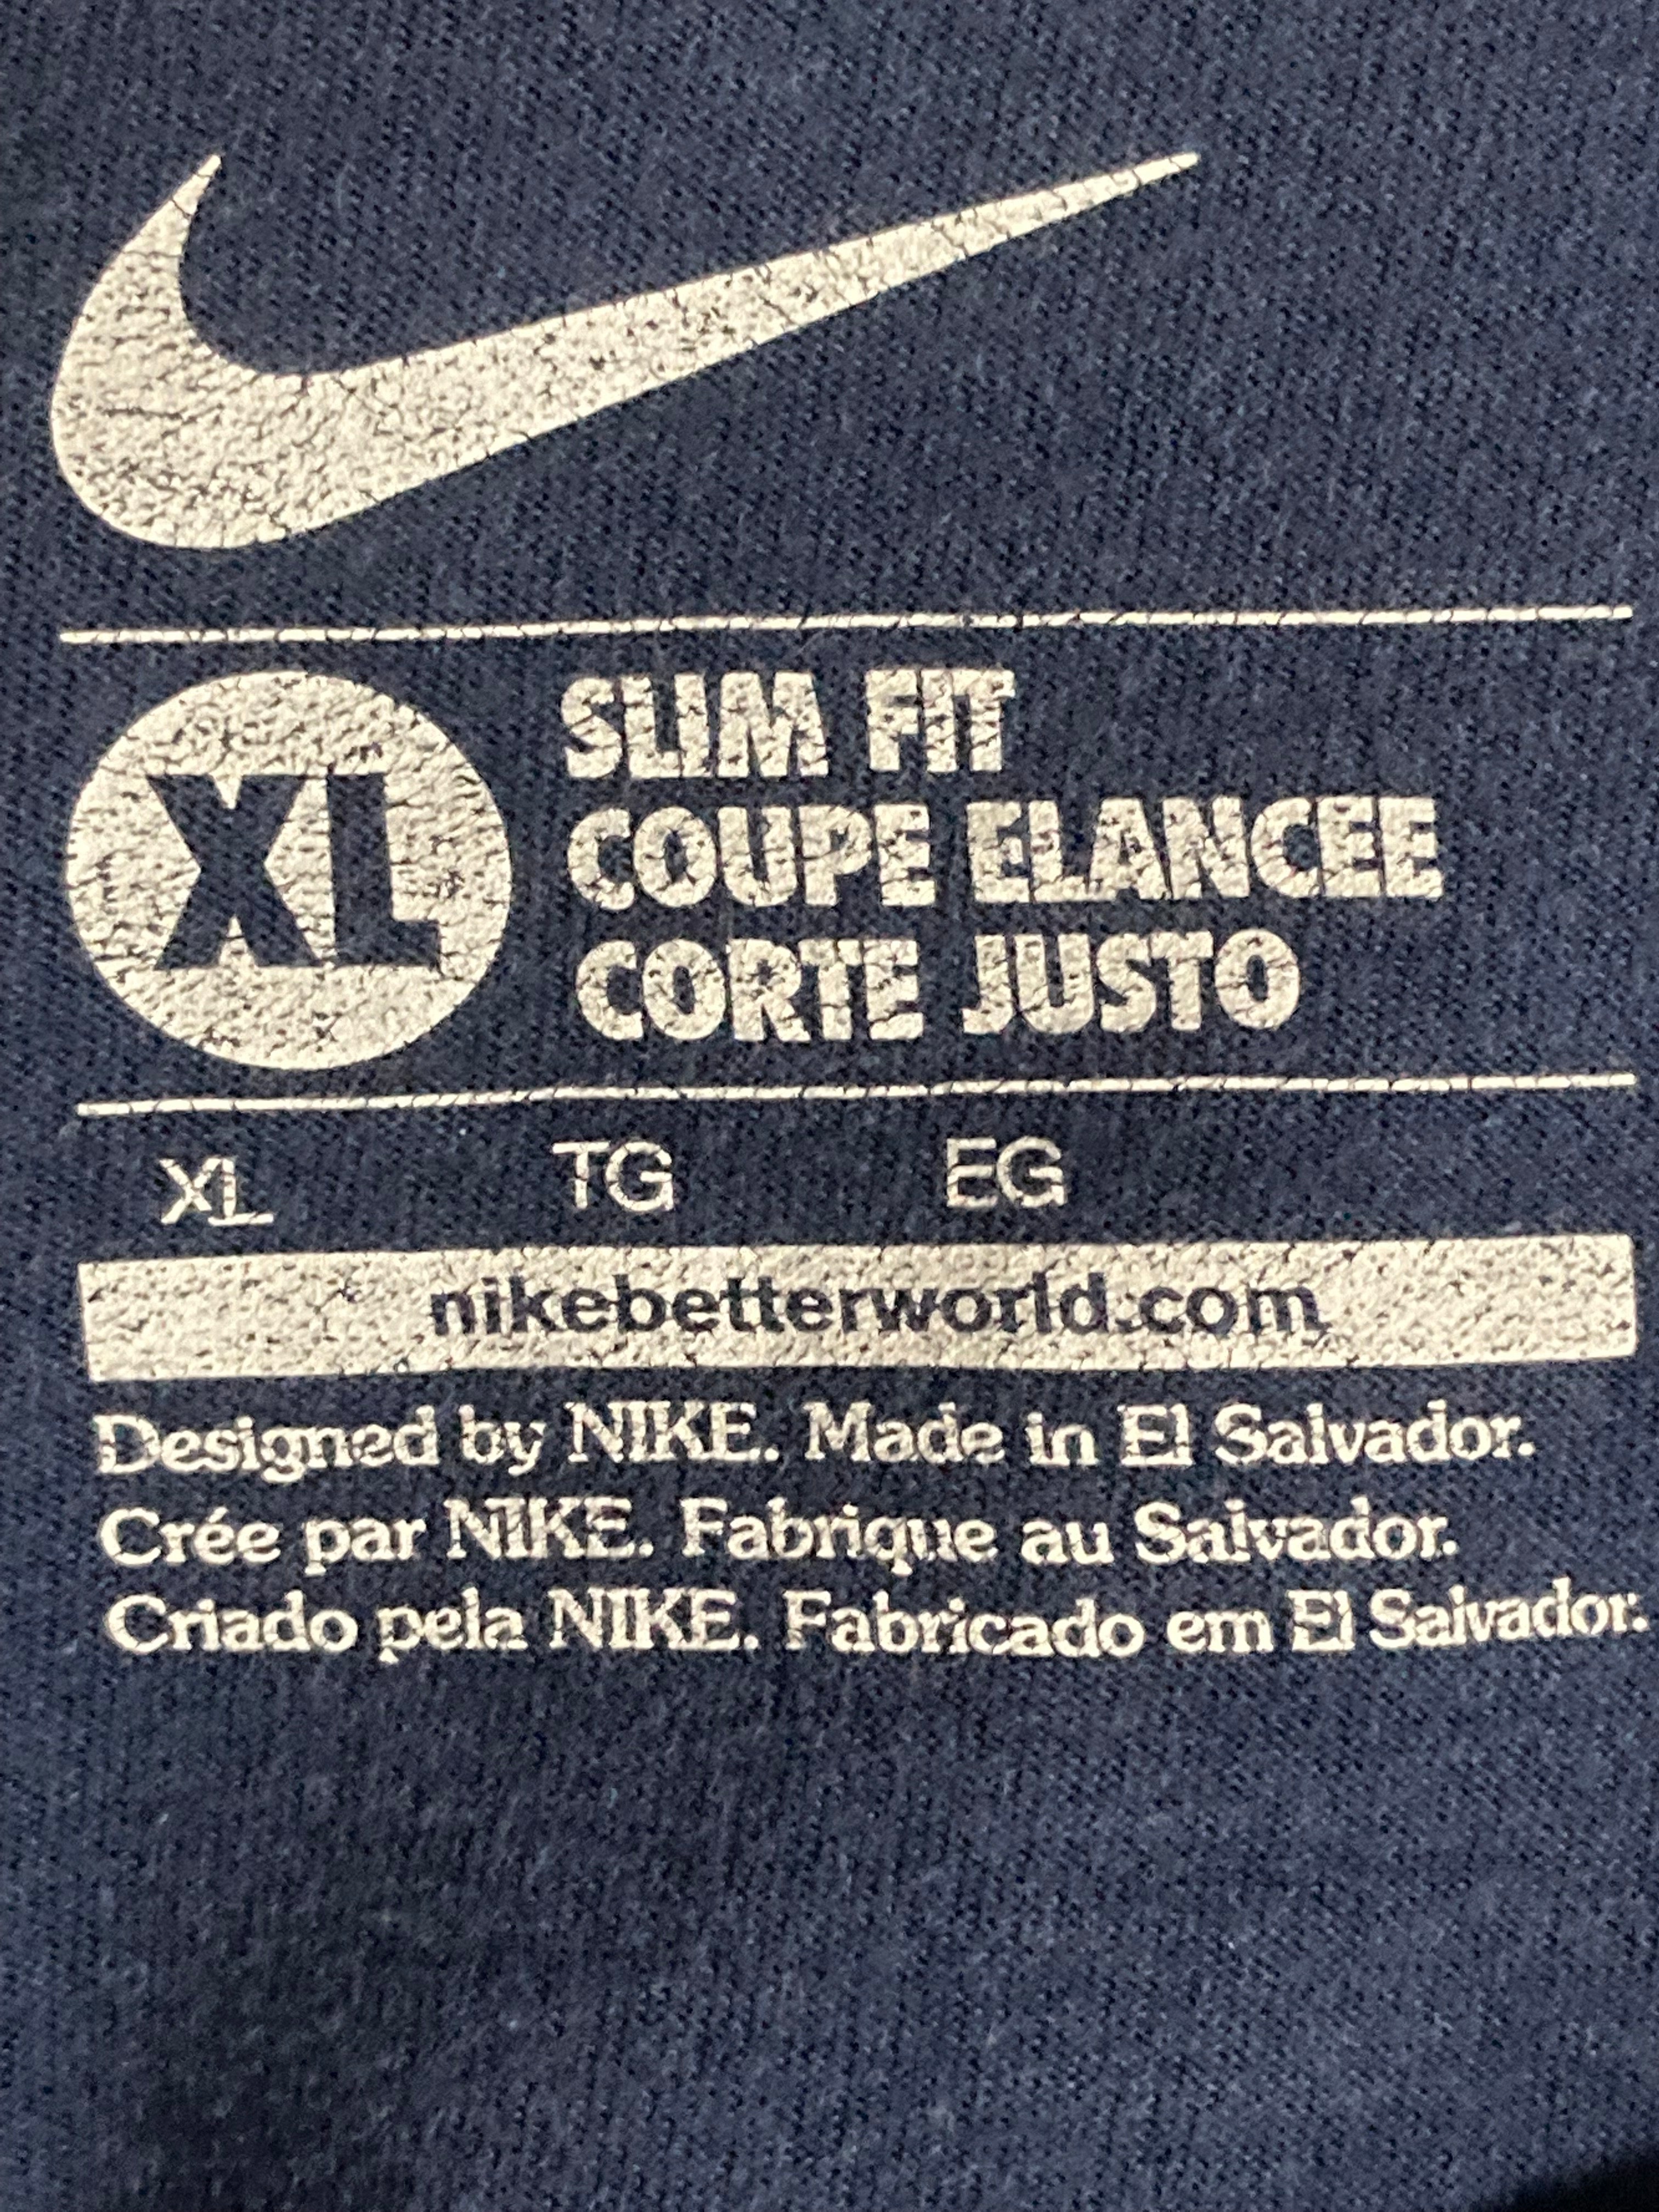 XL
SLIM FIT
COUPE ELANCEE
CORTE JUSTO
XL TG EG
nikebetterworld.com
Designed by NIKE. Made in El Salvador.
Crée par NIKE. Fabrique au Salvador.
Criado pela NIKE. Fabricado em El Salvador.